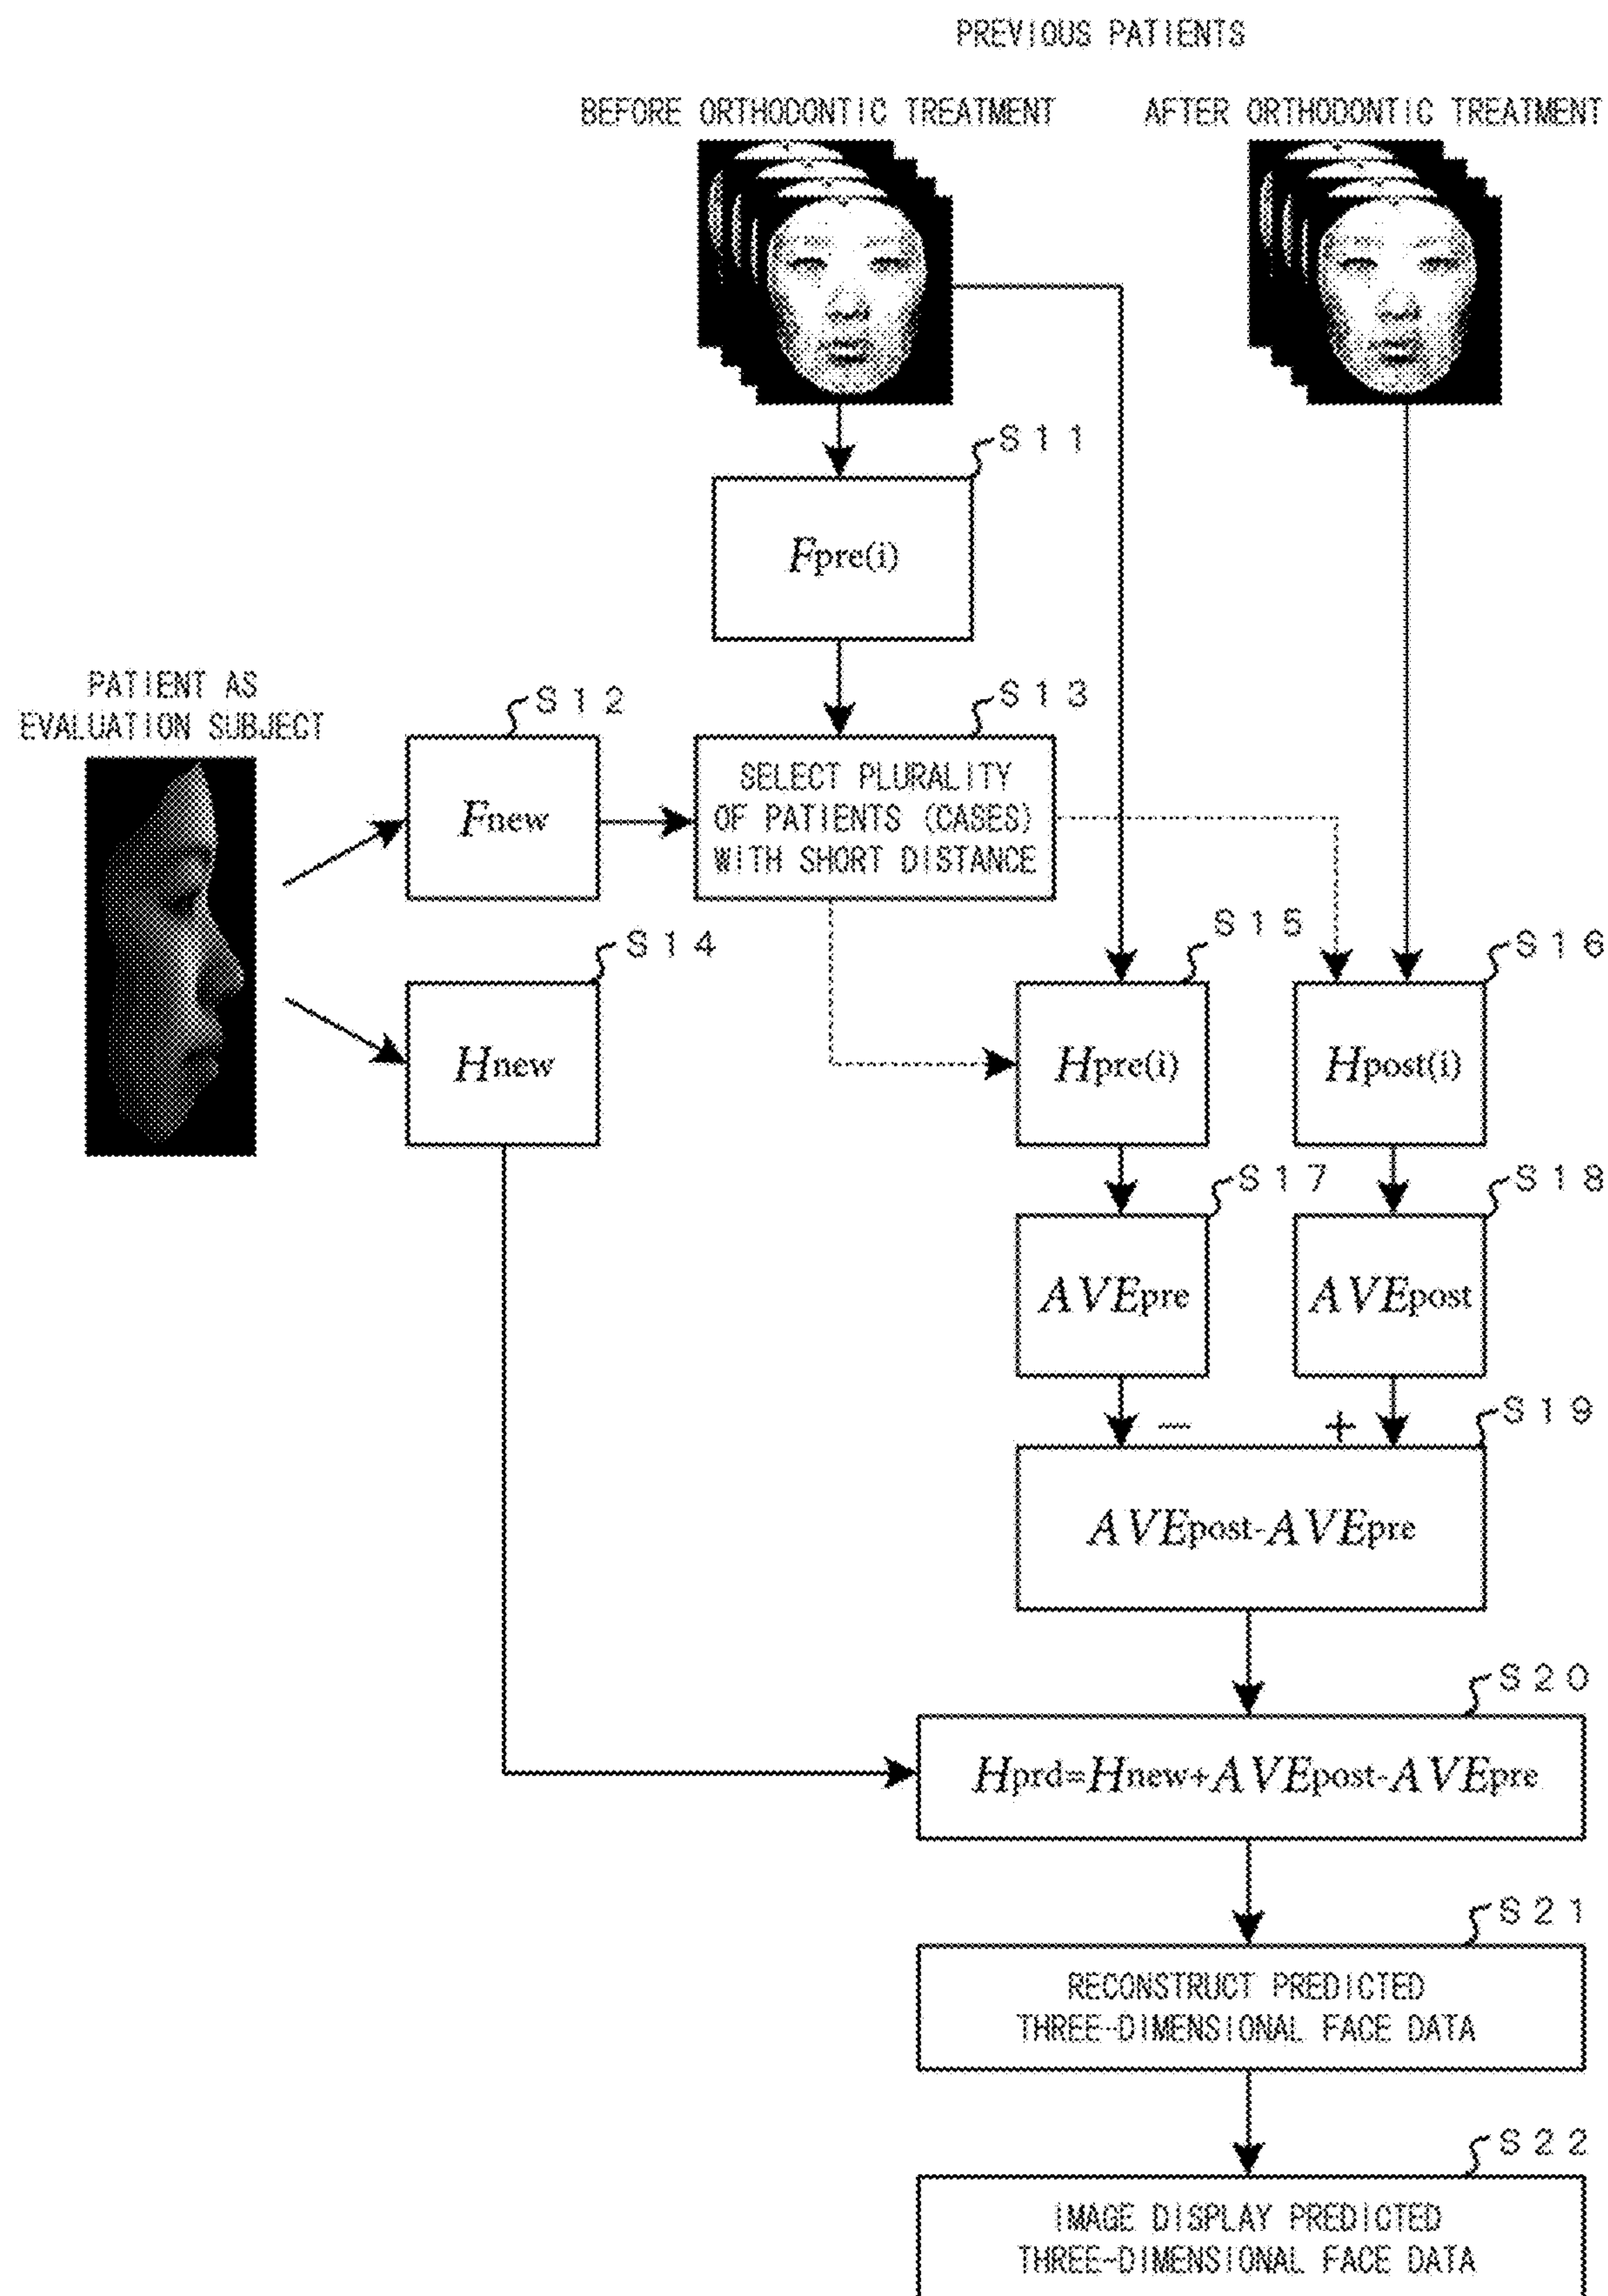 PREVIOUS PATIENTS
BEFORE ORTHODONTIC TREATMENT
AFTER ORTHODONTIC TREATMENT
S11
Fpre(i)
PATIENT AS
EVALUATION SUBJECT
S12
Fnew
S13
SELECT PLURALITY
OF PATIENTS (CASES)
WITH SHORT DISTANCE
S14
Hnew
S15
Hpre(i)
S16
Hpost(i)
S17
AVEpre
S18
AVEpost
− +
S19
AVEpost-AVEpre
S20
Hprd=Hnew+AVEpost-AVEpre
S21
RECONSTRUCT PREDICTED
THREE-DIMENSIONAL FACE DATA
S22
IMAGE DISPLAY PREDICTED
THREE-DIMENSIONAL FACE DATA